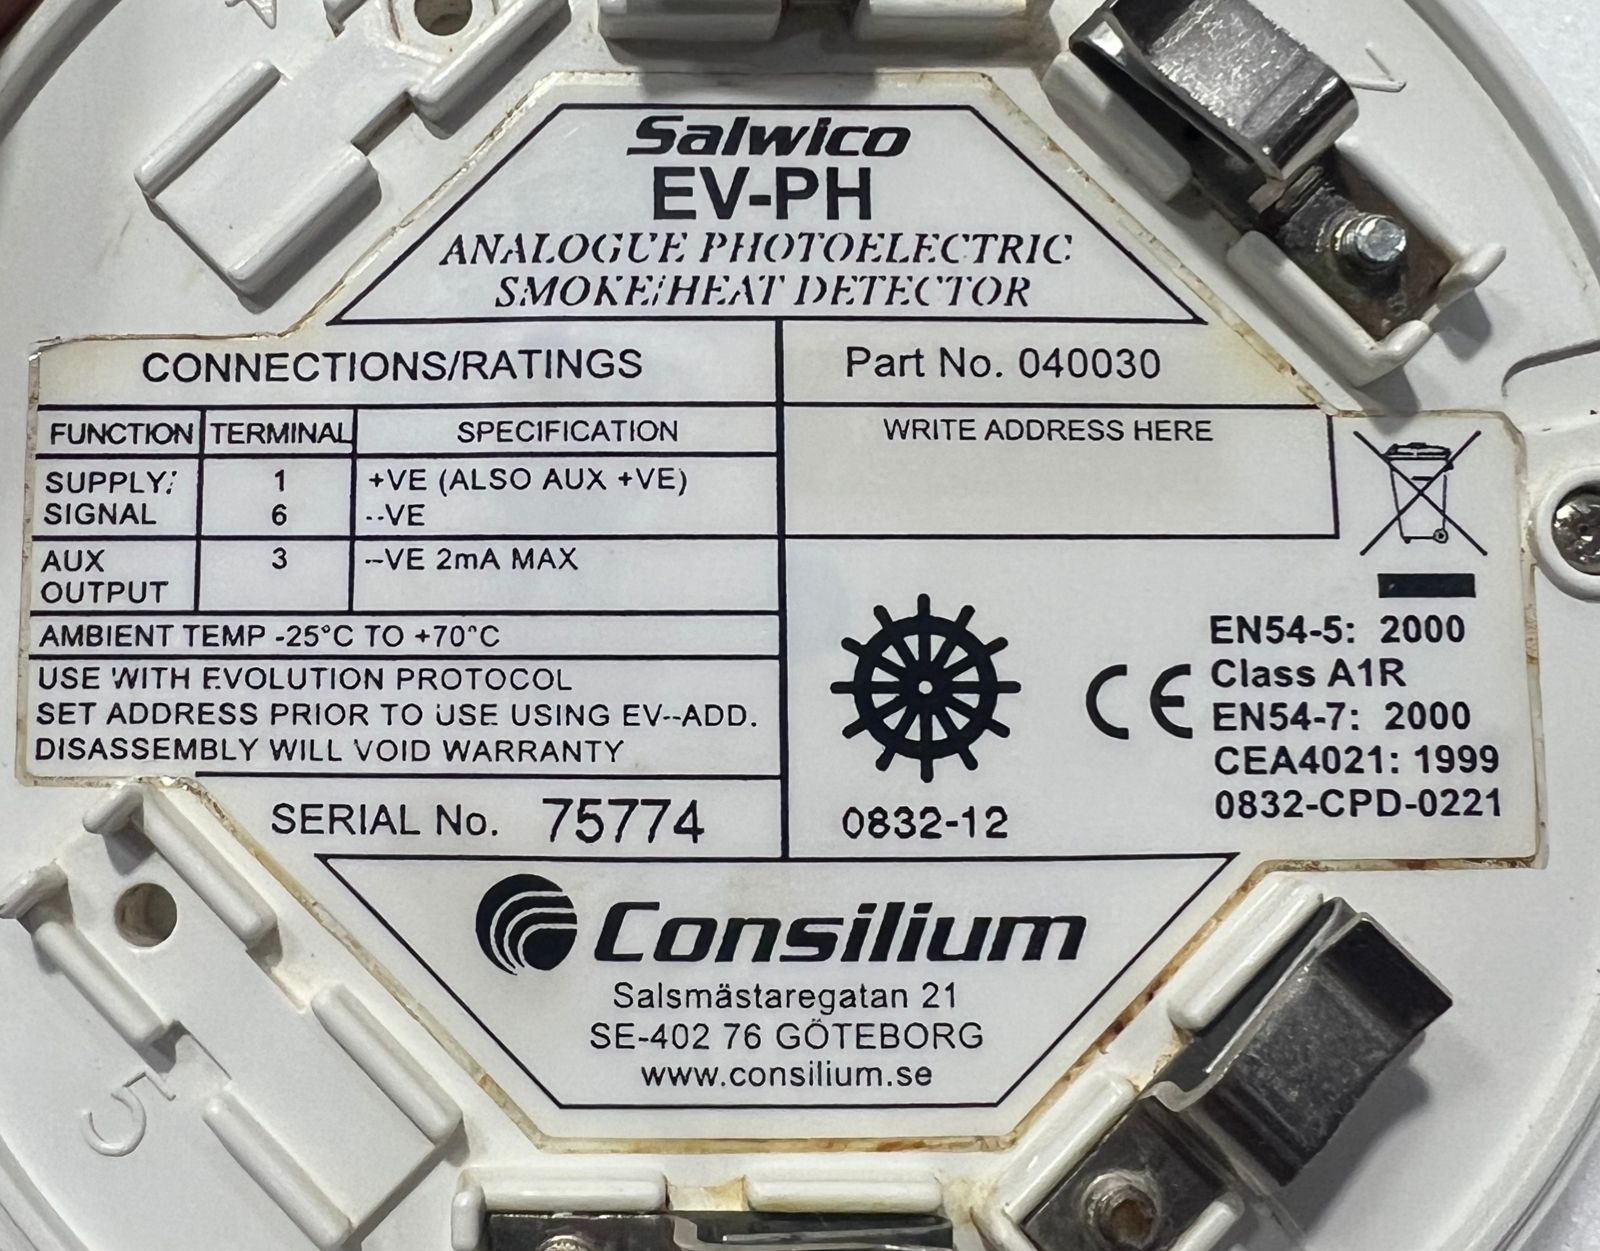 Salwico
EV-PH
ANALOGUE PHOTOELECTRIC
SMOKE/HEAT DETECTOR
CONNECTIONS/RATINGS
FUNCTION TERMINAL SPECIFICATION
SUPPLY/ 1 +VE (ALSO AUX +VE)
SIGNAL 6 --VE
AUX 3 --VE 2mA MAX
OUTPUT
AMBIENT TEMP -25°C TO +70°C
USE WITH EVOLUTION PROTOCOL
SET ADDRESS PRIOR TO USE USING EV--ADD.
DISASSEMBLY WILL VOID WARRANTY
SERIAL No. 75774
Part No. 040030
WRITE ADDRESS HERE
0832-12
CE
EN54-5: 2000
Class A1R
EN54-7: 2000
CEA4021: 1999
0832-CPD-0221
Consilium
Salsmästaregatan 21
SE-402 76 GÖTEBORG
www.consilium.se
5
1